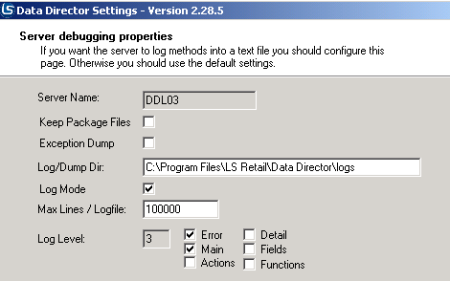 Data Director Settings - Version 2.28.5
Server debugging properties
If you want the server to log methods into a text file you should configure this
page. Otherwise you should use the default settings.
Server Name: DDL03
Keep Package Files
Exception Dump
Log/Dump Dir: C:\Program Files\LS Retail\Data Director\logs
Log Mode
Max Lines / Logfile: 100000
Log Level: 3 Error Detail
Main Fields
Actions Functions